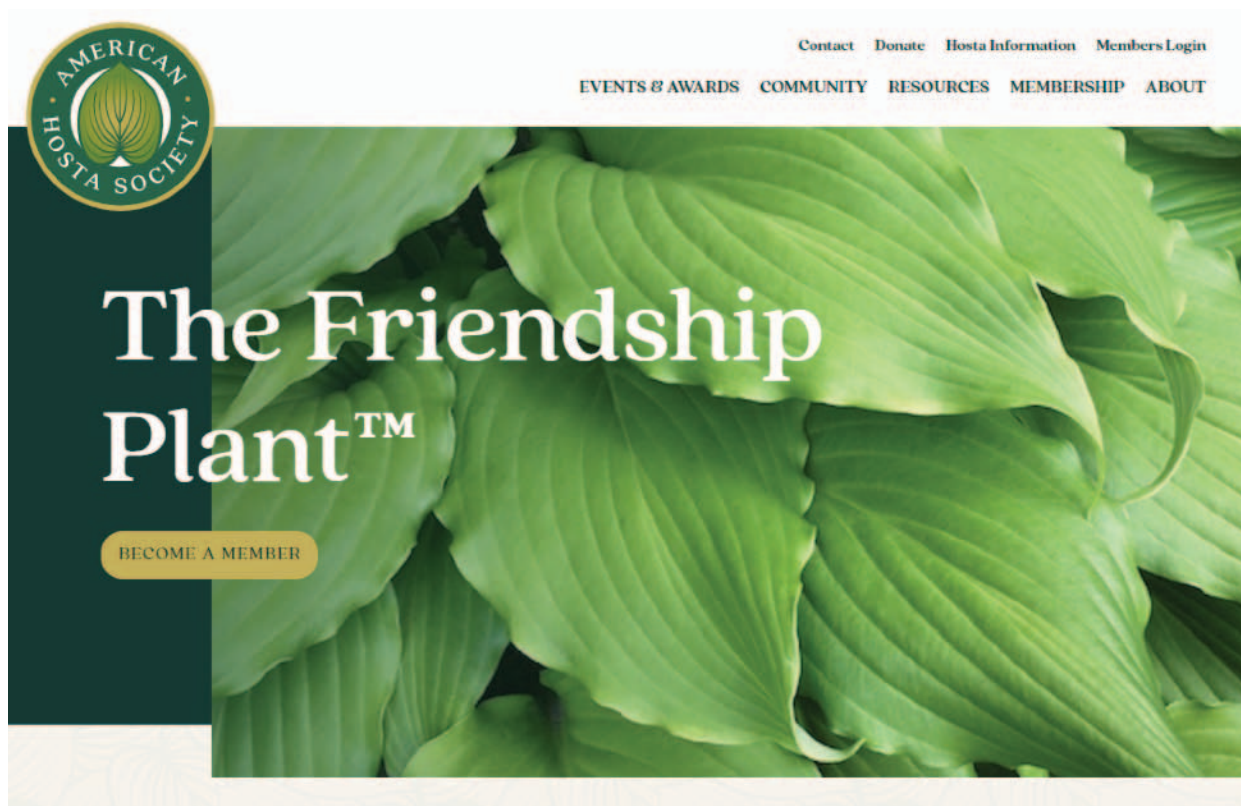 AMERICAN
HOSTA SOCIETY
Contact Donate Hosta Information Members Login
EVENTS & AWARDS COMMUNITY RESOURCES MEMBERSHIP ABOUT
The Friendship
Plant™
BECOME A MEMBER